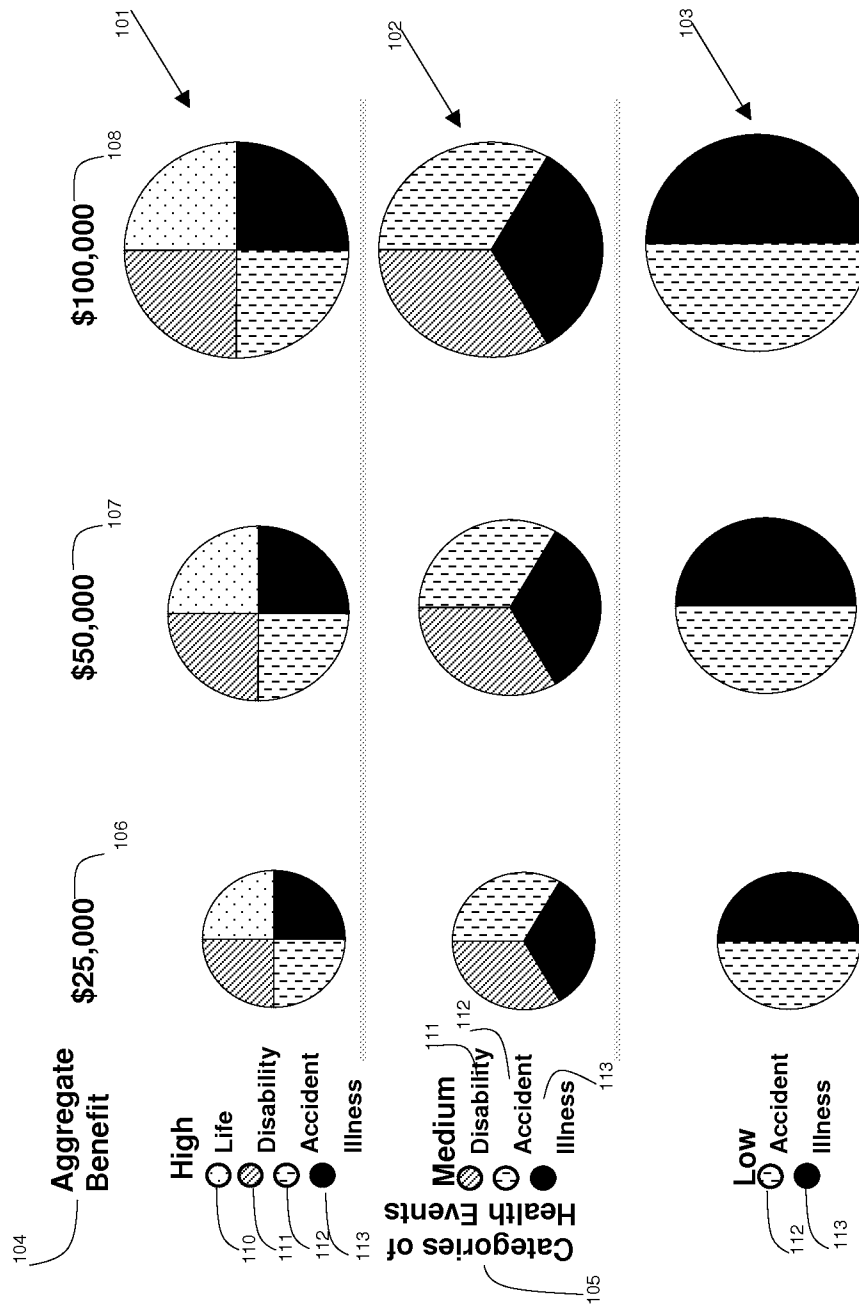 104
Aggregate
Benefit
$25,000
106
$50,000
107
$100,000
108
101
High
Life
Disability
Accident
Illness
110
111
112
113
102
Categories of
Health Events
105
Medium
Disability
Accident
Illness
111
112
113
103
Low
Accident
Illness
112
113